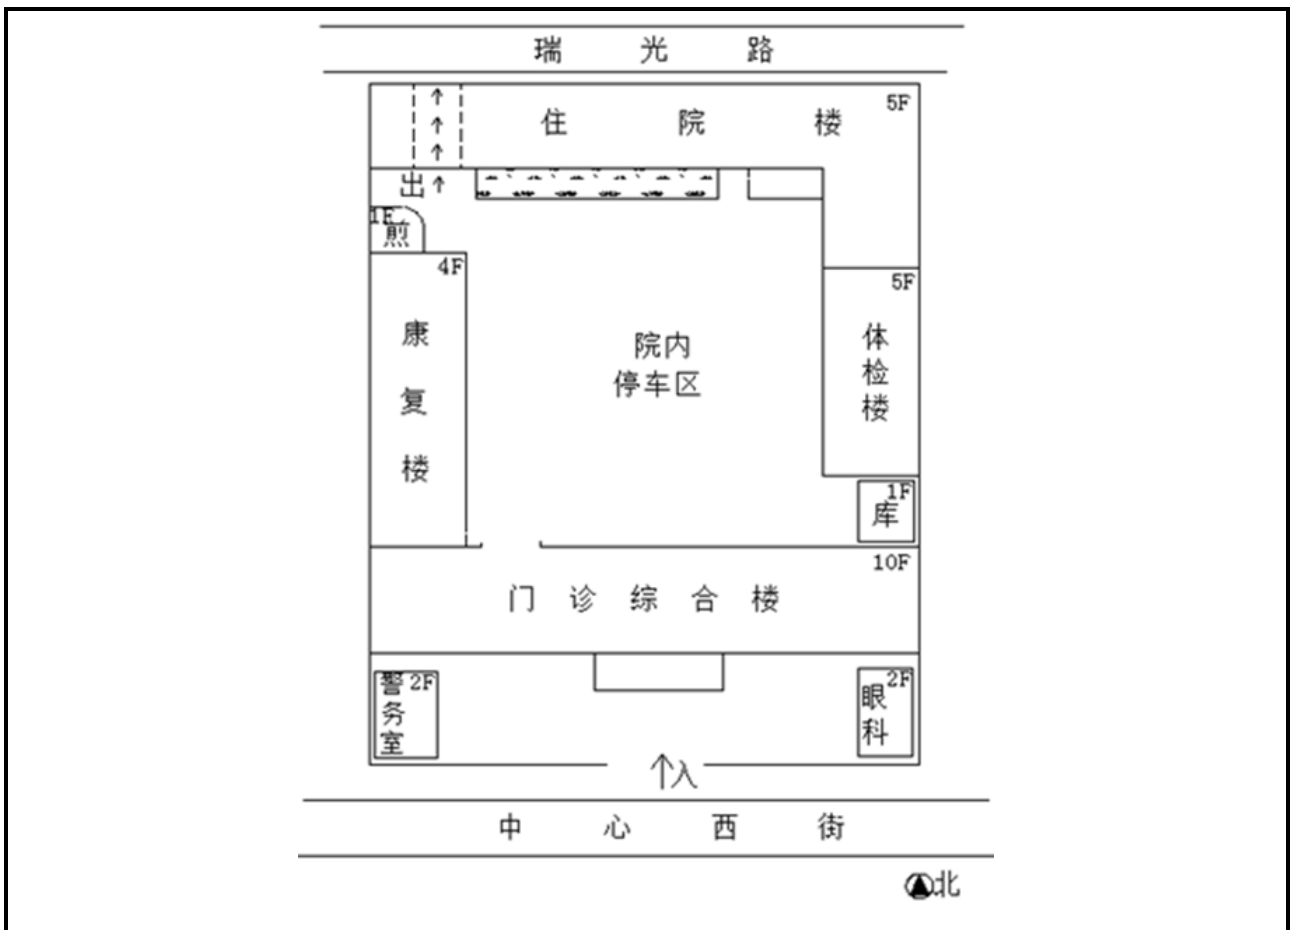 瑞光路
5F
住院楼
出
1F
煎
4F
康复楼
院内
停车区
5F
体检楼
1F
库
10F
门诊综合楼
警务室
2F
2F
眼科
入
中心西街
北